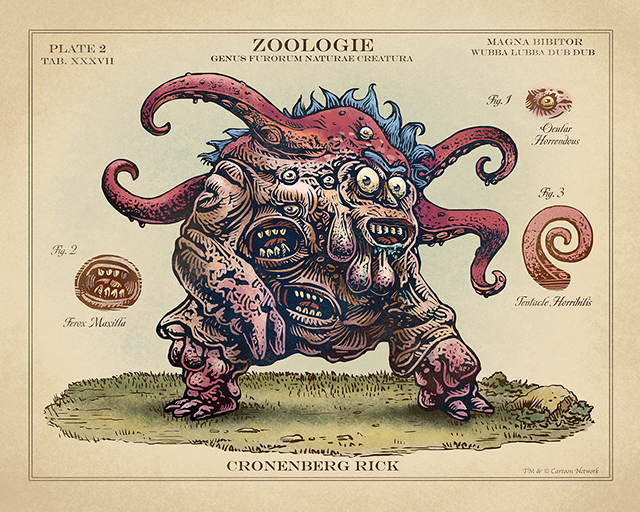 PLATE 2
TAB. XXXVII
ZOOLOGIE
GENUS FURORUM NATURAE CREATURA
MAGNA BIBITOR
WUBBA LUBBA DUB DUB
Fig. 1
Ocular
Horrendous
Fig. 3
Tentacle Horribilis
Fig. 2
Ferox Maxilla
CRONENBERG RICK
TM & © Cartoon Network